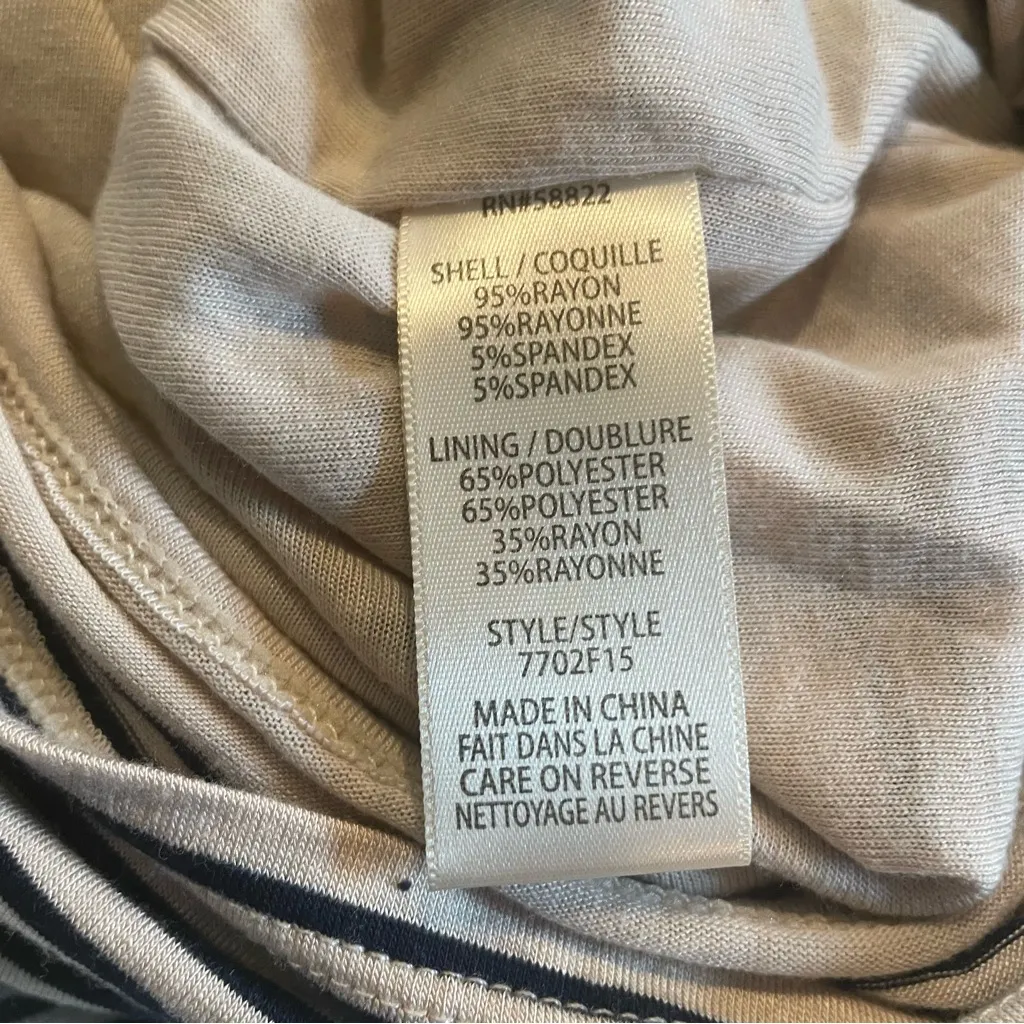 RN#58822
SHELL / COQUILLE
95%RAYON
95%RAYONNE
5%SPANDEX
5%SPANDEX
LINING / DOUBLURE
65%POLYESTER
65%POLYESTER
35%RAYON
35%RAYONNE
STYLE/STYLE
7702F15
MADE IN CHINA
FAIT DANS LA CHINE
CARE ON REVERSE
NETTOYAGE AU REVERS